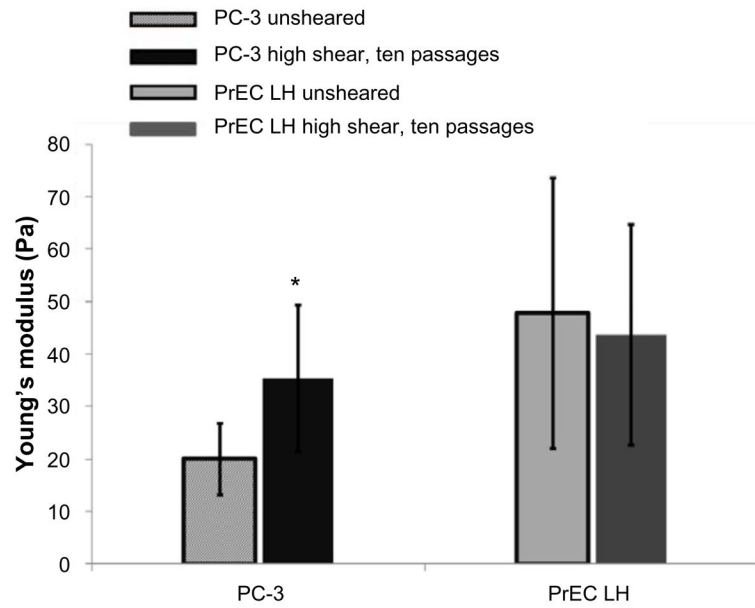 PC-3 unsheared
PC-3 high shear, ten passages
PrEC LH unsheared
PrEC LH high shear, ten passages
80
70
60
50
40
30
20
10
0
Young's modulus (Pa)
*
PC-3
PrEC LH